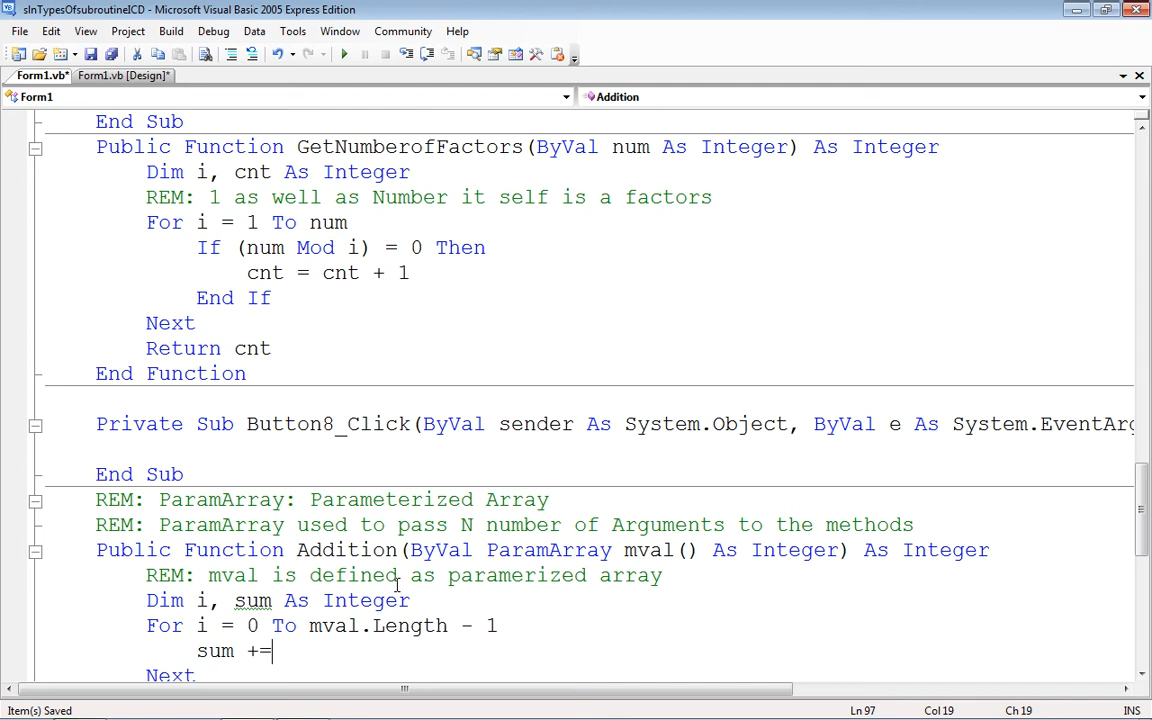 sInTypesOfsubroutineICD - Microsoft Visual Basic 2005 Express Edition
File Edit View Project Build Debug Data Tools Window Community Help
Form1.vb* Form1.vb [Design]*
Form1 Addition
End Sub
Public Function GetNumberofFactors(ByVal num As Integer) As Integer
Dim i, cnt As Integer
REM: 1 as well as Number it self is a factors
For i = 1 To num
If (num Mod i) = 0 Then
cnt = cnt + 1
End If
Next
Return cnt
End Function
Private Sub Button8_Click(ByVal sender As System.Object, ByVal e As System.EventArg
End Sub
REM: ParamArray: Parameterized Array
REM: ParamArray used to pass N number of Arguments to the methods
Public Function Addition(ByVal ParamArray mval() As Integer) As Integer
REM: mval is defined as paramerized array
Dim i, sum As Integer
For i = 0 To mval.Length - 1
sum +=
Next
Item(s) Saved Ln 97 Col 19 Ch 19 INS